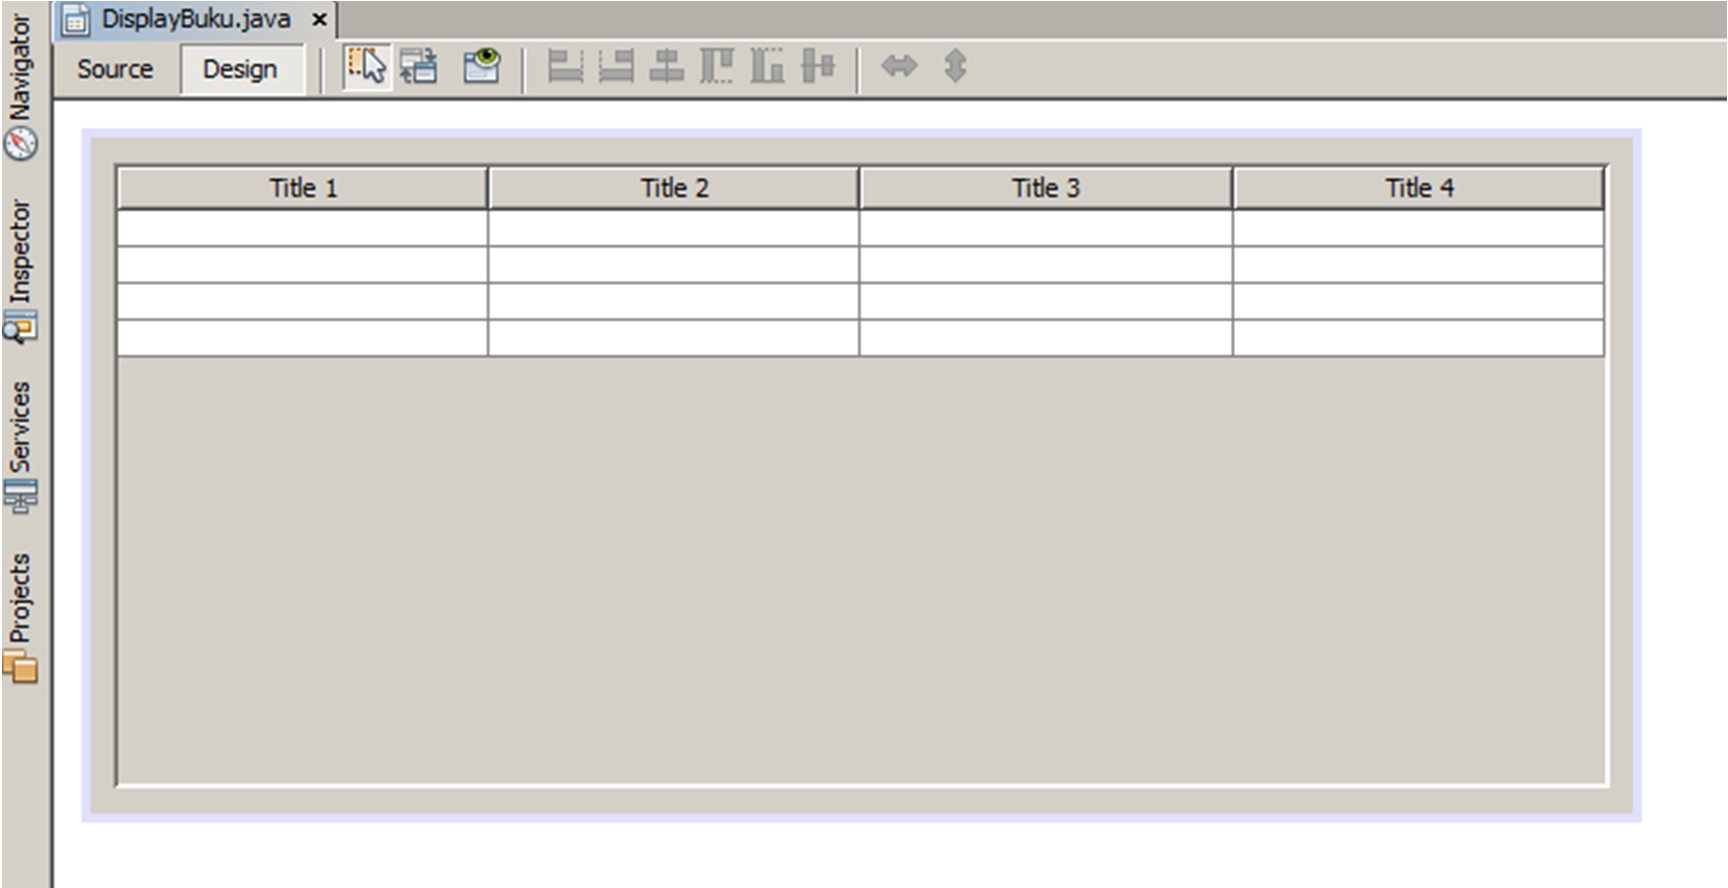 DisplayBuku.java
Source Design
Navigator
Inspector
Services
Projects
Title 1 Title 2 Title 3 Title 4